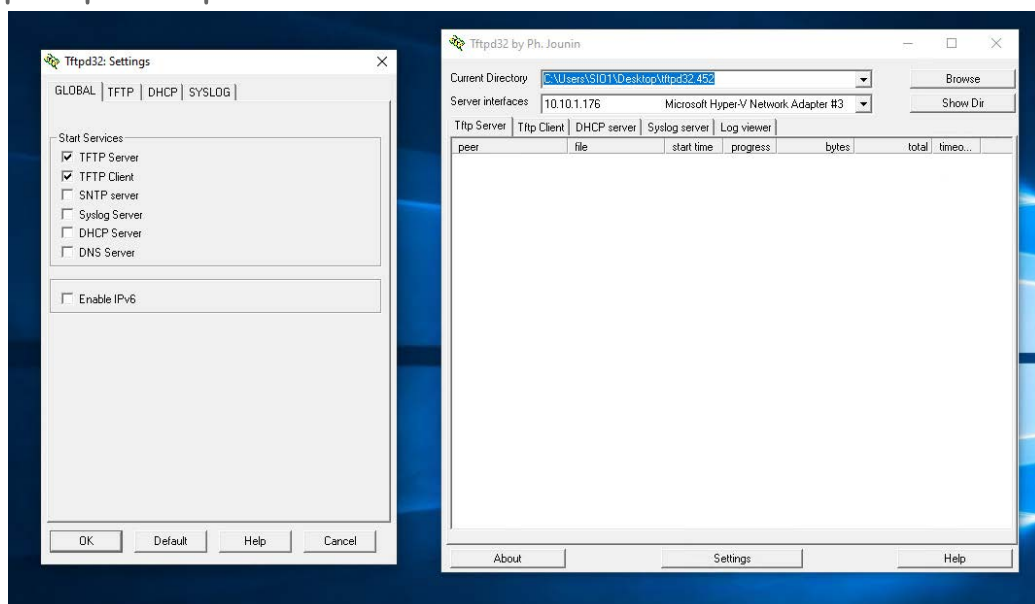 Tftpd32: Settings
GLOBAL TFTP DHCP SYSLOG
Start Services
TFTP Server
TFTP Client
SNTP server
Syslog Server
DHCP Server
DNS Server
Enable IPv6
OK Default Help Cancel
Tftpd32 by Ph. Jounin
Current Directory C:\Users\SIO1\Desktop\tftpd32.452 Browse
Server interfaces 10.10.1.176 Microsoft Hyper-V Network Adapter #3 Show Dir
Tftp Server Tftp Client DHCP server Syslog server Log viewer
peer file start time progress bytes total timeo...
About Settings Help